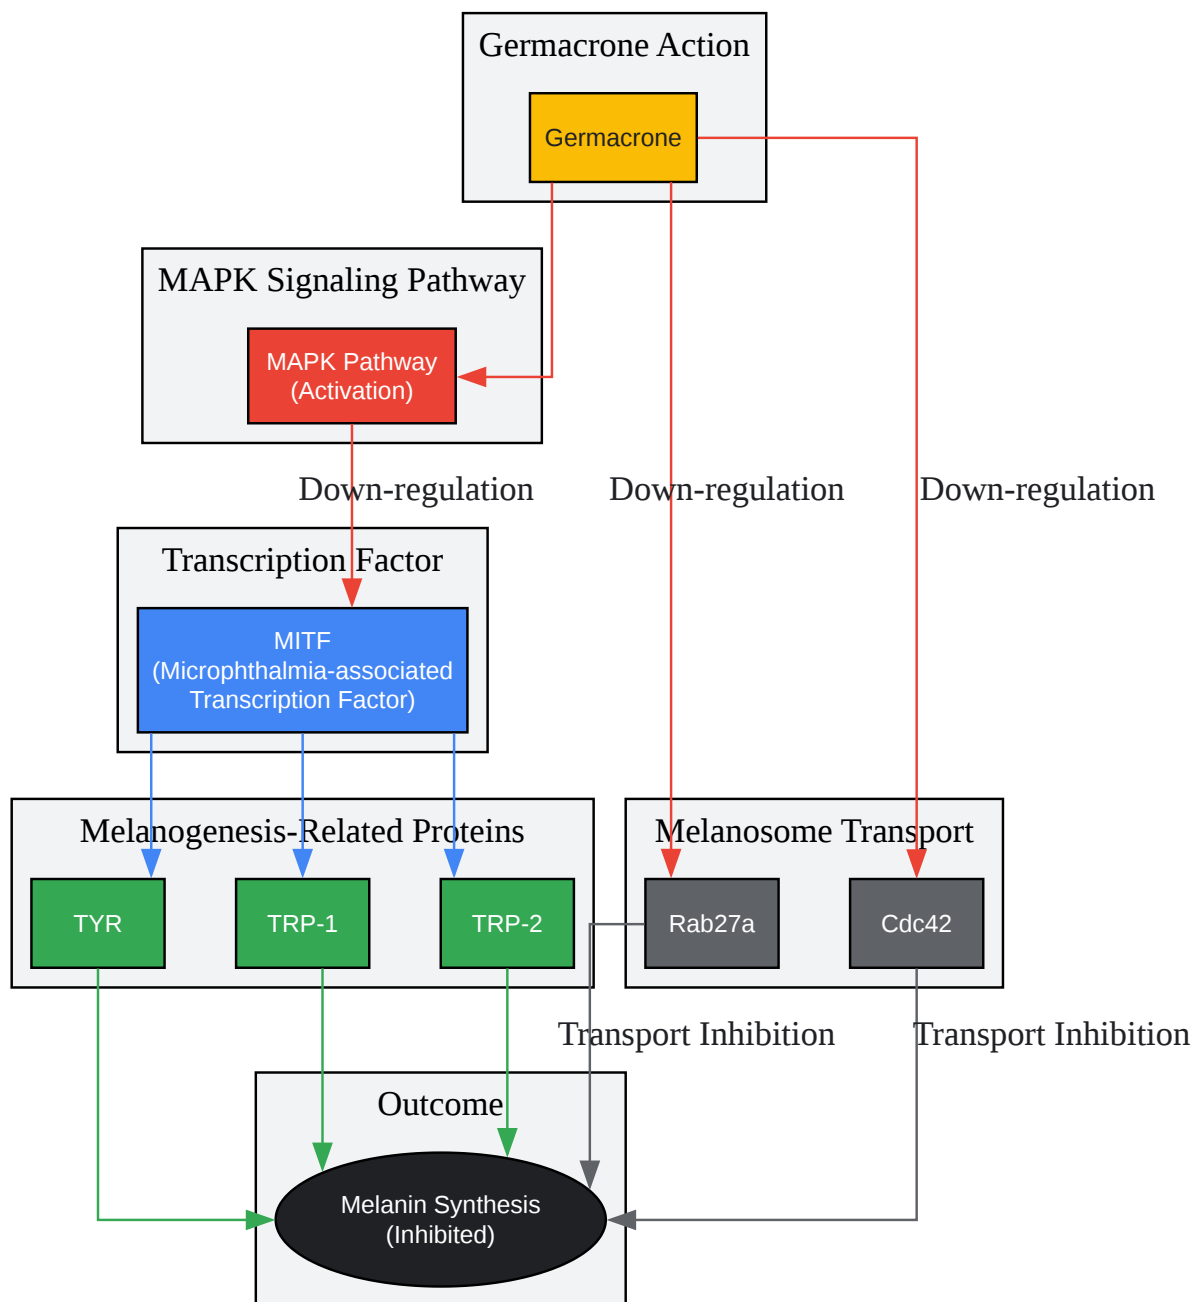 Germacrone Action
Germacrone
MAPK Signaling Pathway
MAPK Pathway
(Activation)
Down-regulation
Down-regulation
Down-regulation
Transcription Factor
MITF
(Microphthalmia-associated
Transcription Factor)
Melanogenesis-Related Proteins
Melanosome Transport
TYR
TRP-1
TRP-2
Rab27a
Cdc42
Transport Inhibition
Transport Inhibition
Outcome
Melanin Synthesis
(Inhibited)